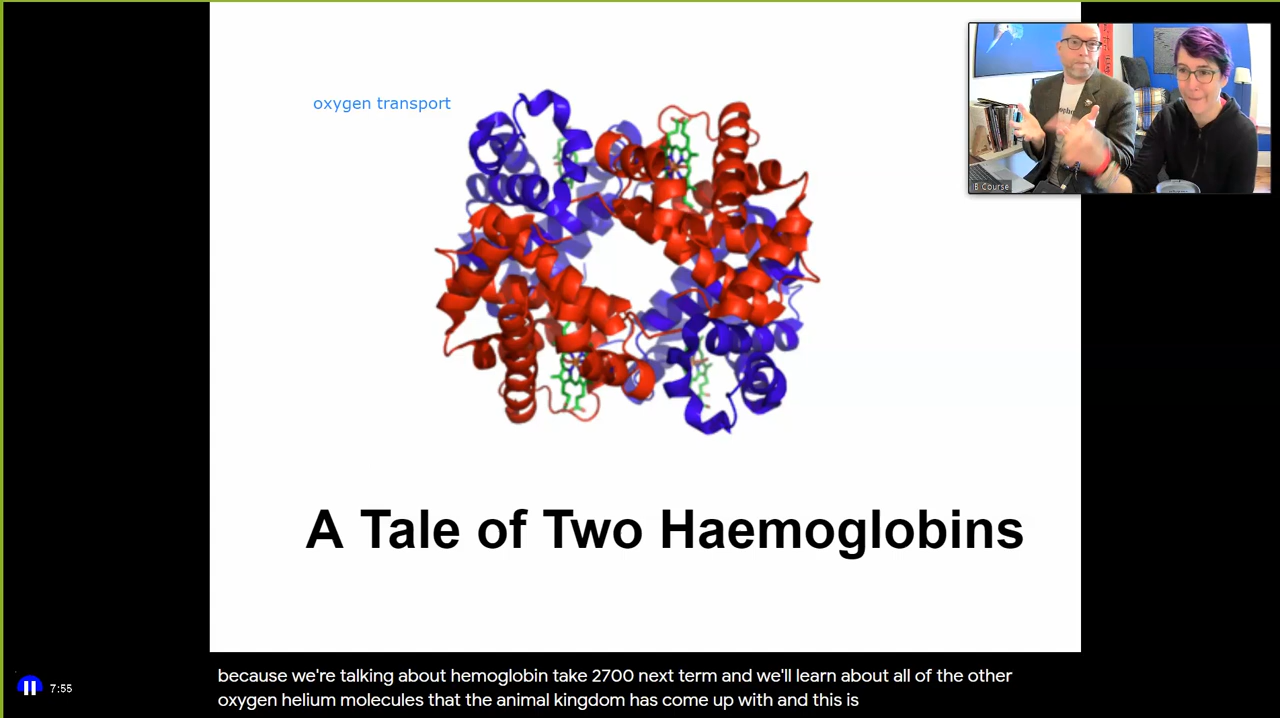 oxygen transport
B Course
A Tale of Two Haemoglobins
7:55
because we're talking about hemoglobin take 2700 next term and we'll learn about all of the other
oxygen helium molecules that the animal kingdom has come up with and this is